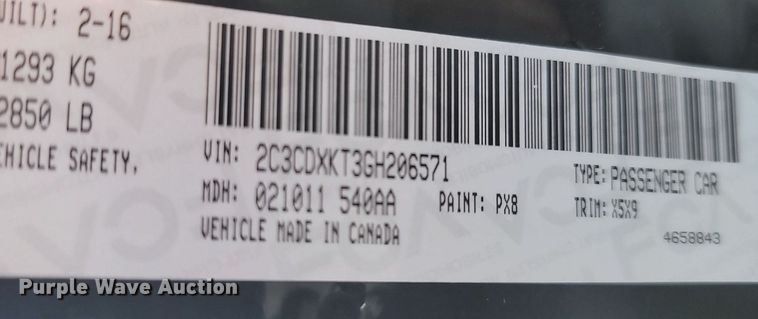 UILT): 2-16
1293 KG
2850 LB
EHICLE SAFETY,
VIN: 2C3CDXKT3GH206571
TYPE: PASSENGER CAR
MDH: 021011 540AA PAINT: PX8 TRIM: X5X9
VEHICLE MADE IN CANADA
4658843
Purple Wave Auction